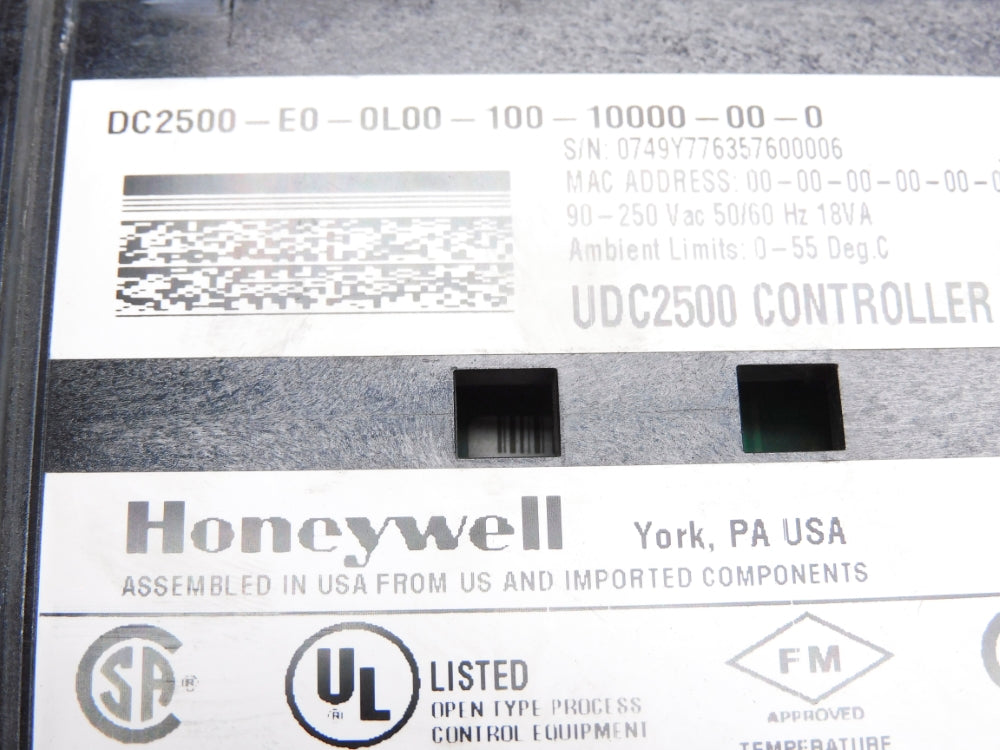 DC2500-E0-0L00-100-10000-00-0
S/N: 0749Y776357600006
MAC ADDRESS: 00-00-00-00-00-0
90-250 Vac 50/60 Hz 18VA
Ambient Limits: 0-55 Deg.C
UDC2500 CONTROLLER
Honeywell York, PA USA
ASSEMBLED IN USA FROM US AND IMPORTED COMPONENTS
SA ®
UL ®
LISTED
OPEN TYPE PROCESS
CONTROL EQUIPMENT
FM
APPROVED
TEMPERATURE